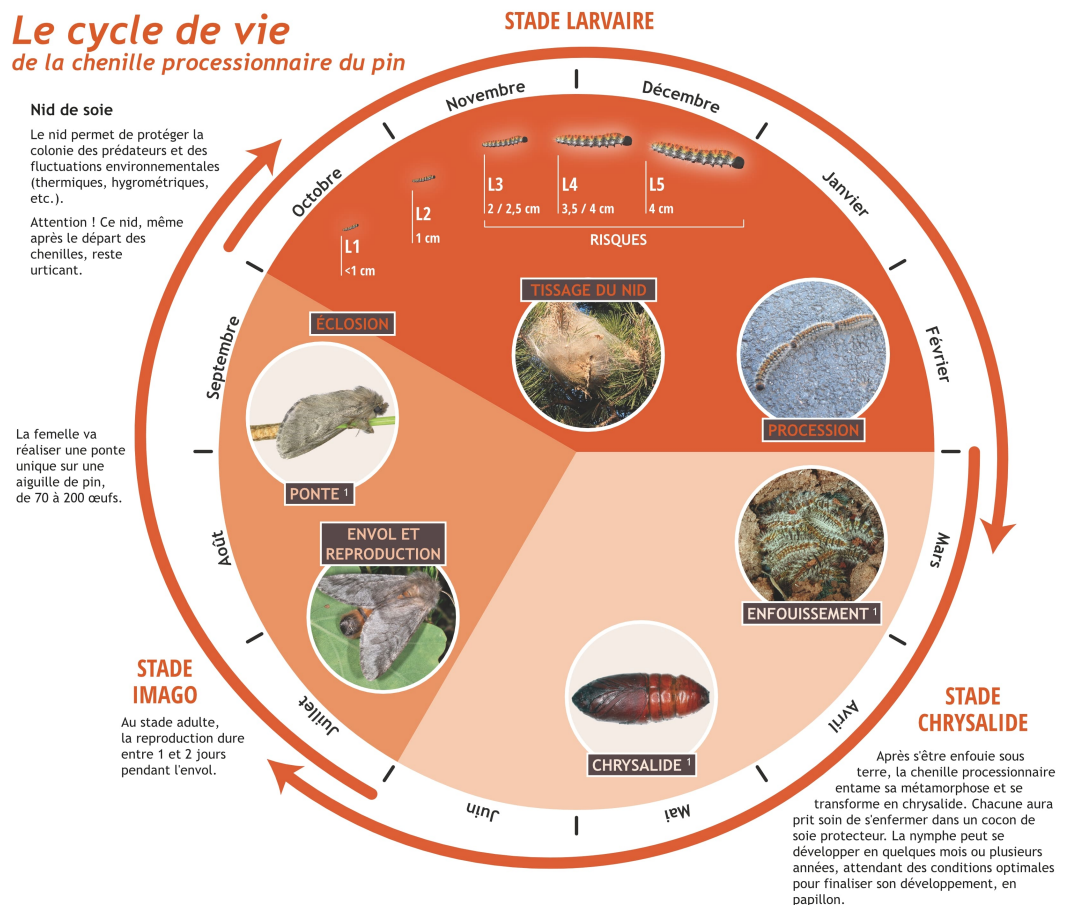 Le cycle de vie
de la chenille processionnaire du pin
STADE LARVAIRE
Nid de soie
Le nid permet de protéger la
colonie des prédateurs et des
fluctuations environnementales
(thermiques, hygrométriques,
etc.).
Attention ! Ce nid, même
après le départ des
chenilles, reste
urticant.
Octobre
Novembre
Décembre
Janvier
Février
Mars
Avril
Mai
Juin
Juillet
Août
Septembre
L1
<1 cm
L2
1 cm
L3
2 / 2,5 cm
L4
3,5 / 4 cm
L5
4 cm
RISQUES
TISSAGE DU NID
PROCESSION
ÉCLOSION
PONTE ¹
La femelle va
réaliser une ponte
unique sur une
aiguille de pin,
de 70 à 200 œufs.
ENVOL ET
REPRODUCTION
ENFOUISSEMENT ¹
CHRYSALIDE ¹
STADE
IMAGO
Au stade adulte,
la reproduction dure
entre 1 et 2 jours
pendant l'envol.
STADE
CHRYSALIDE
Après s'être enfouie sous
terre, la chenille processionnaire
entame sa métamorphose et se
transforme en chrysalide. Chacune aura
prit soin de s'enfermer dans un cocon de
soie protecteur. La nymphe peut se
développer en quelques mois ou plusieurs
années, attendant des conditions optimales
pour finaliser son développement, en
papillon.